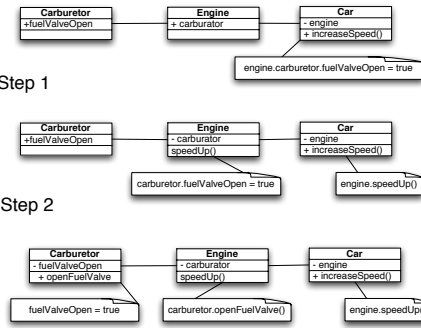 Carburetor Engine Car
+fuelValveOpen + carburator - engine
+ increaseSpeed()
engine.carburetor.fuelValveOpen = true
Step 1
Carburetor Engine Car
+fuelValveOpen - carburator - engine
speedUp() + increaseSpeed()
carburetor.fuelValveOpen = true engine.speedUp()
Step 2
Carburetor Engine Car
- fuelValveOpen - carburator - engine
+ openFuelValve speedUp() + increaseSpeed()
fuelValveOpen = true carburetor.openFuelValve() engine.speedUp(